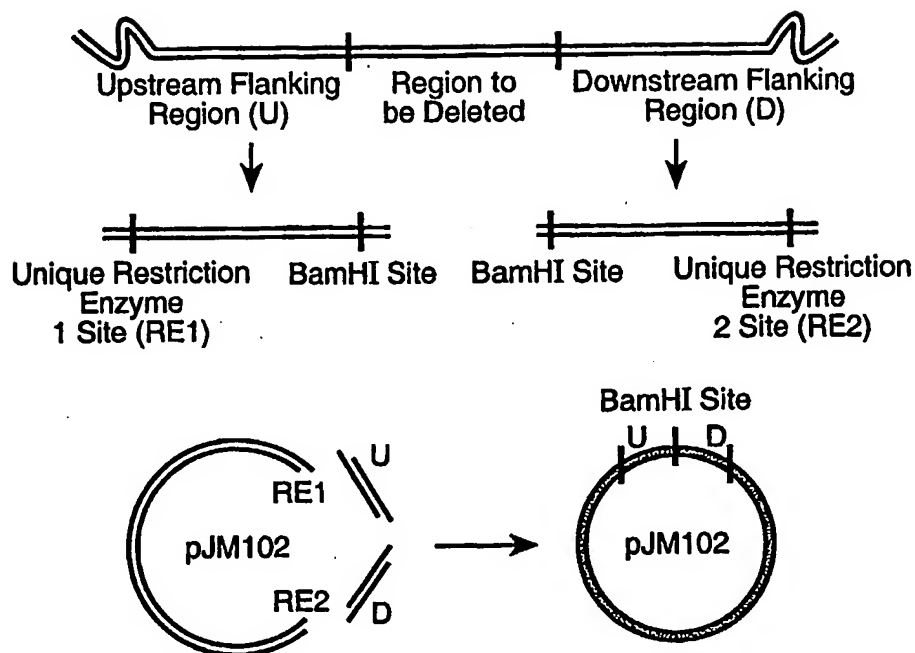 Upstream Flanking
Region (U)
Region to
be Deleted
Downstream Flanking
Region (D)
Unique Restriction
Enzyme
1 Site (RE1)
BamHI Site
BamHI Site
Unique Restriction
Enzyme
2 Site (RE2)
RE1
U
pJM102
RE2
D
BamHI Site
U
D
pJM102